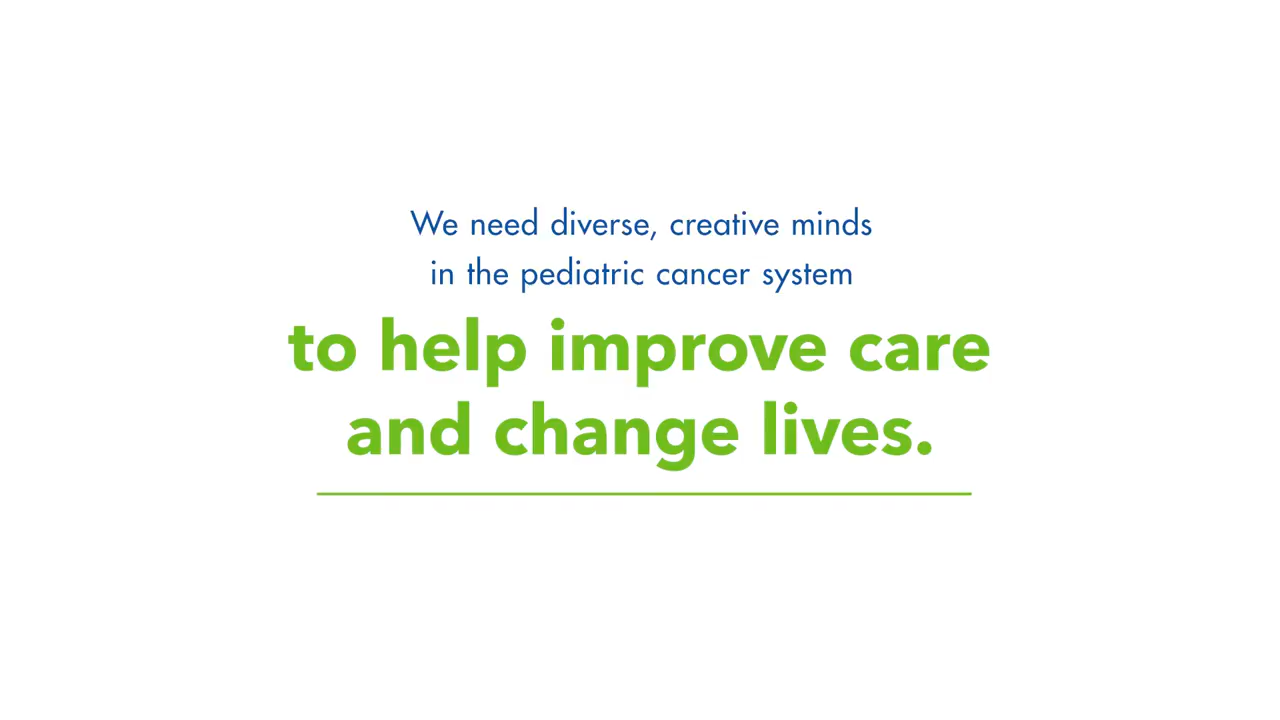 We need diverse, creative minds
in the pediatric cancer system
to help improve care
and change lives.